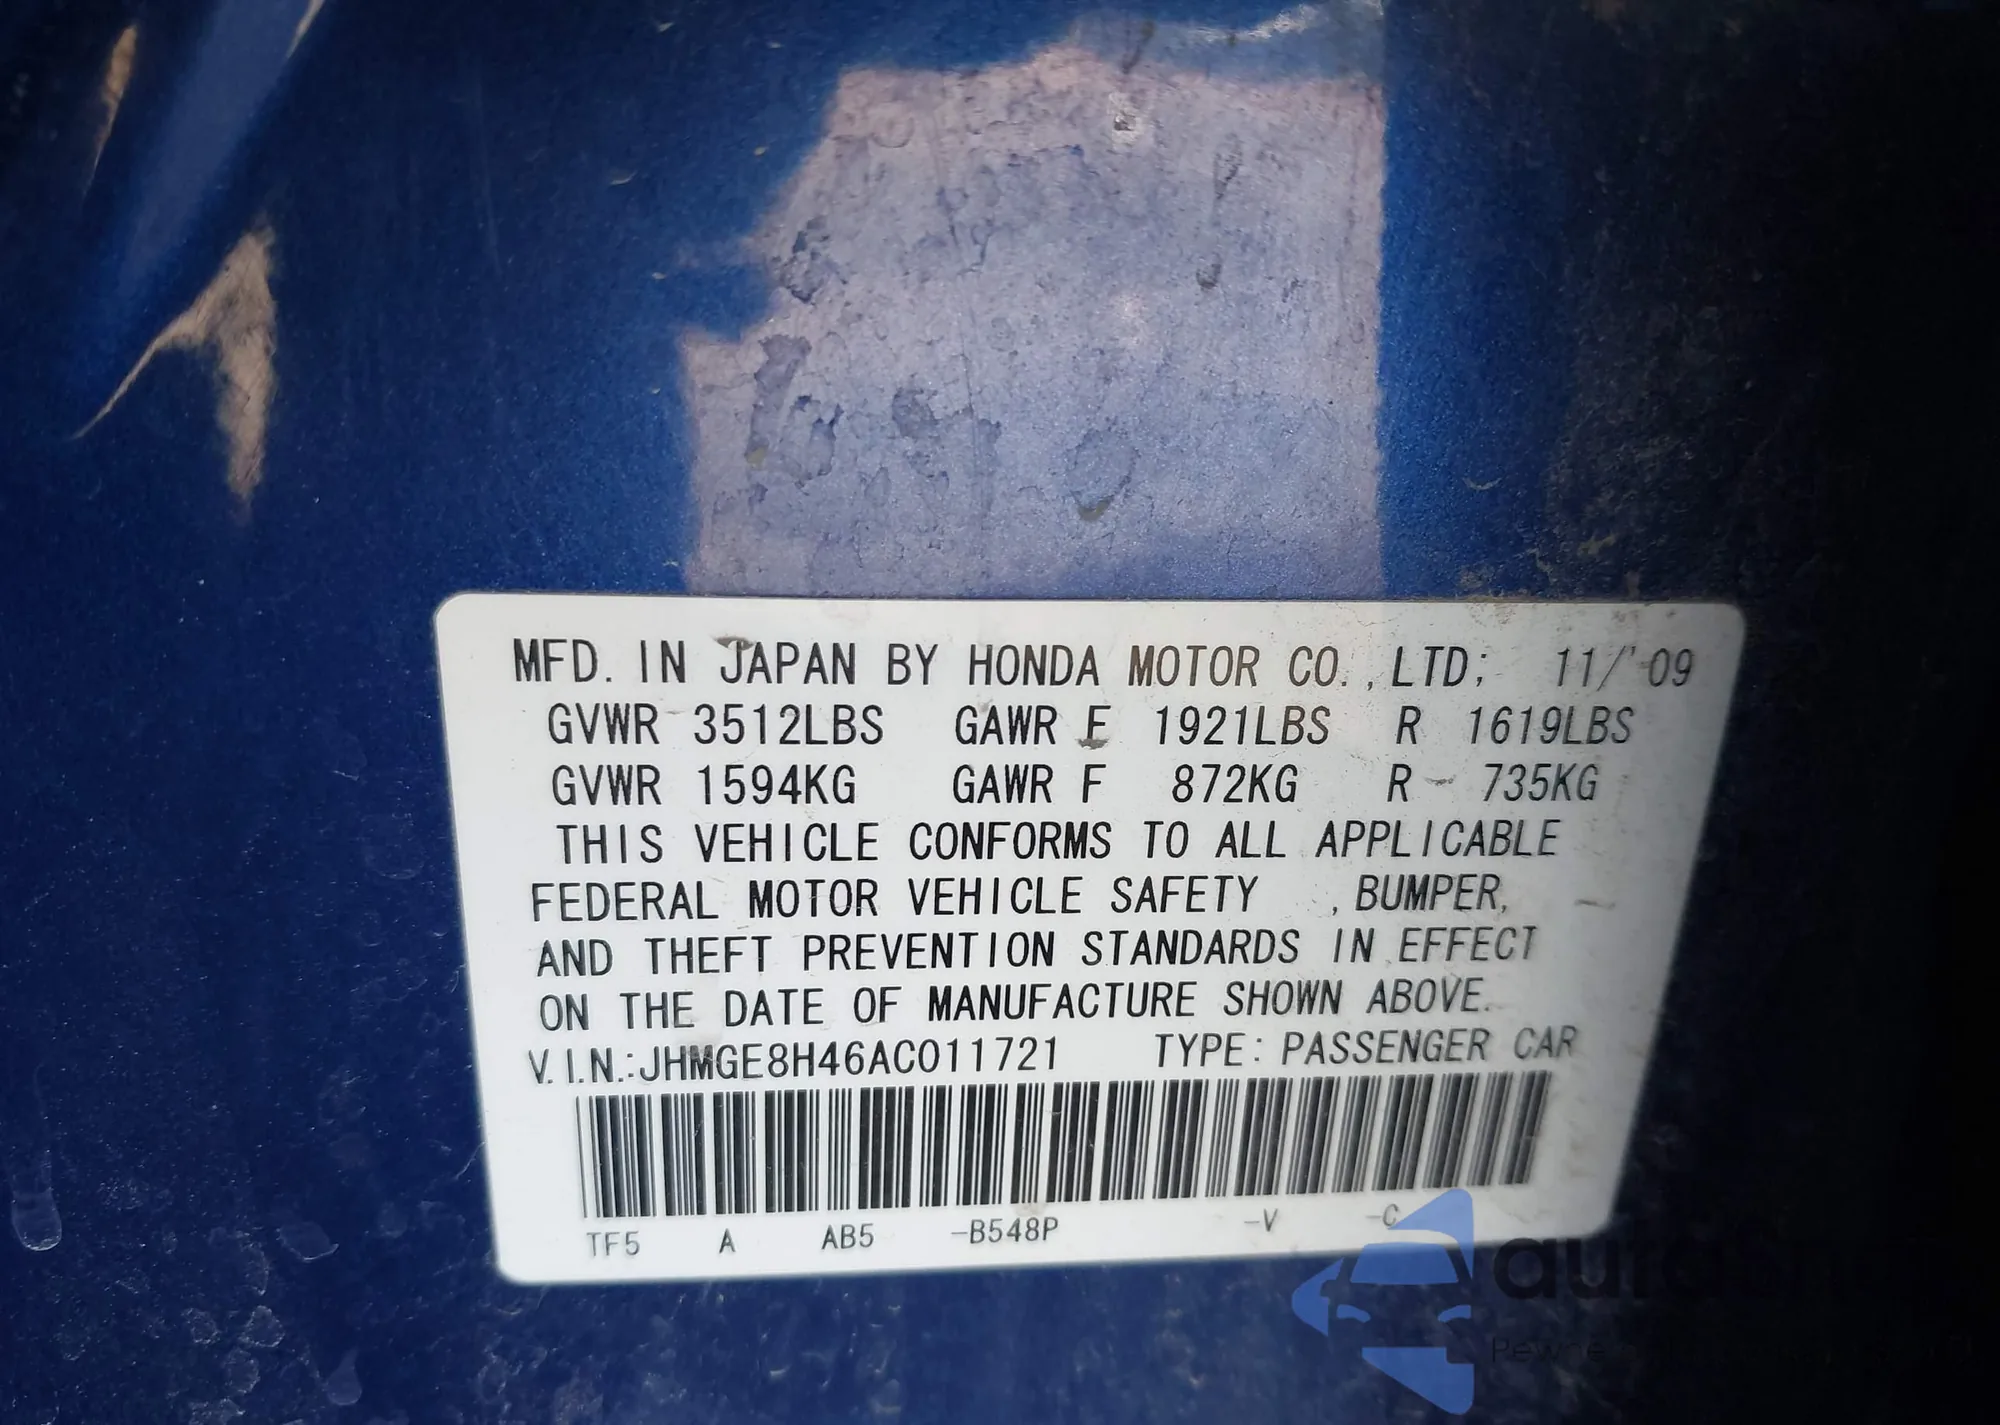 MFD. IN JAPAN BY HONDA MOTOR CO., LTD; 11/'09
GVWR 3512LBS GAWR F 1921LBS R 1619LBS
GVWR 1594KG GAWR F 872KG R 735KG
THIS VEHICLE CONFORMS TO ALL APPLICABLE
FEDERAL MOTOR VEHICLE SAFETY , BUMPER,
AND THEFT PREVENTION STANDARDS IN EFFECT
ON THE DATE OF MANUFACTURE SHOWN ABOVE.
V.I.N.:JHMGE8H46AC011721 TYPE: PASSENGER CAR
TF5 A AB5 -B548P -V -C